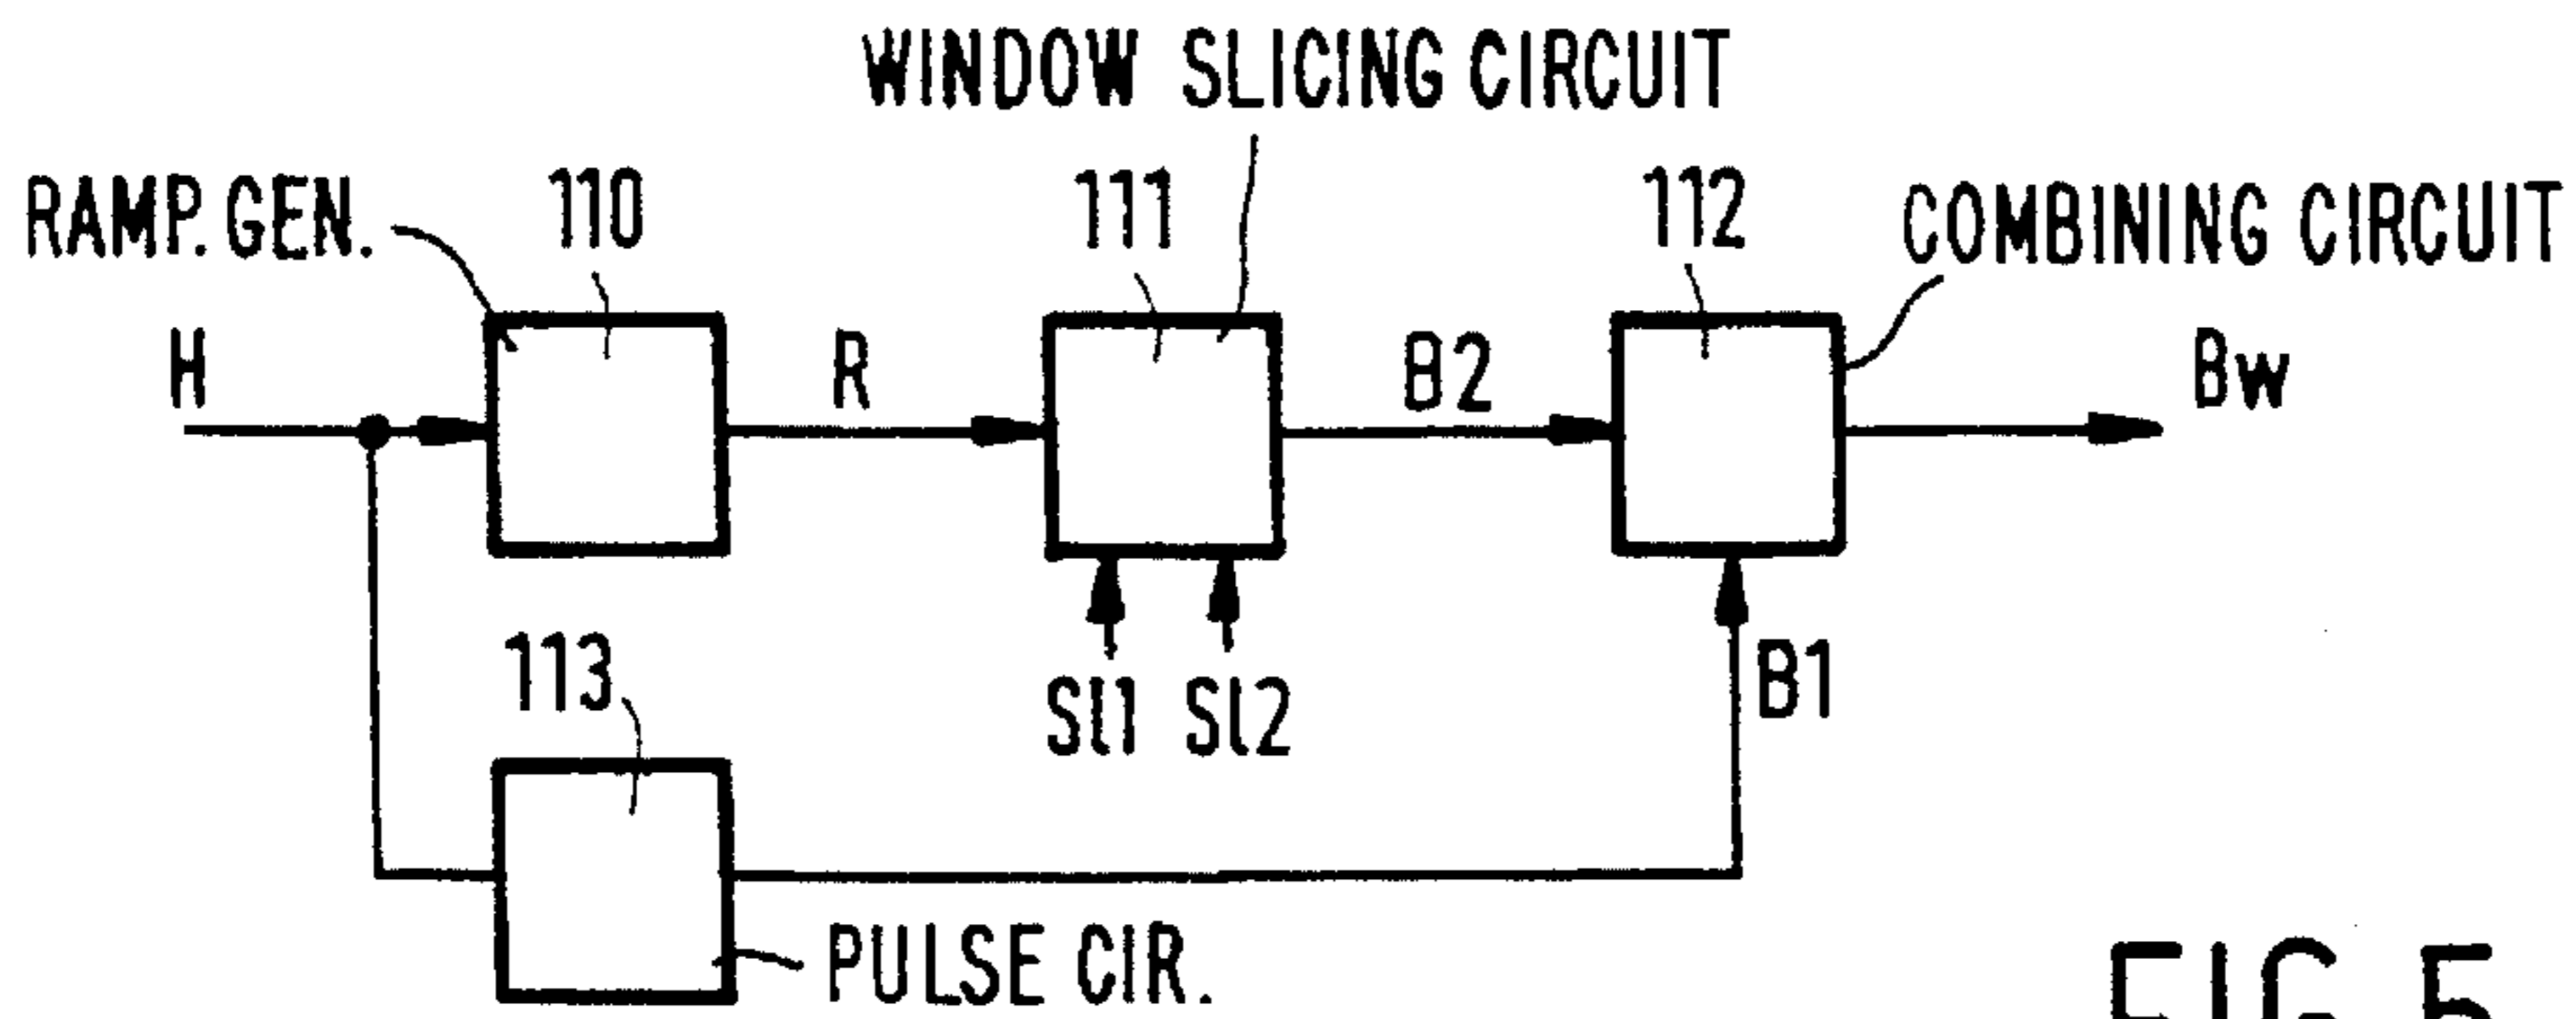 WINDOW SLICING CIRCUIT
RAMP. GEN.
110
111
112
COMBINING CIRCUIT
H
R
B2
Bw
113
Sl1
Sl2
B1
PULSE CIR.
FIG.5